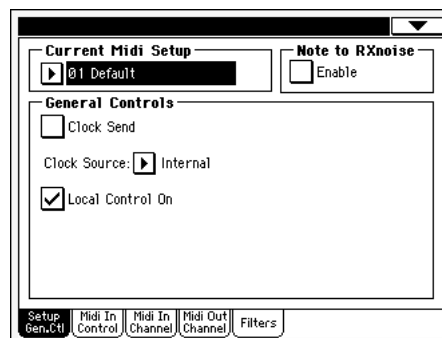 Current Midi Setup
Note to RXnoise
01 Default
Enable
General Controls
Clock Send
Clock Source: Internal
Local Control On
Setup Gen.Ctl
Midi In Control
Midi In Channel
Midi Out Channel
Filters